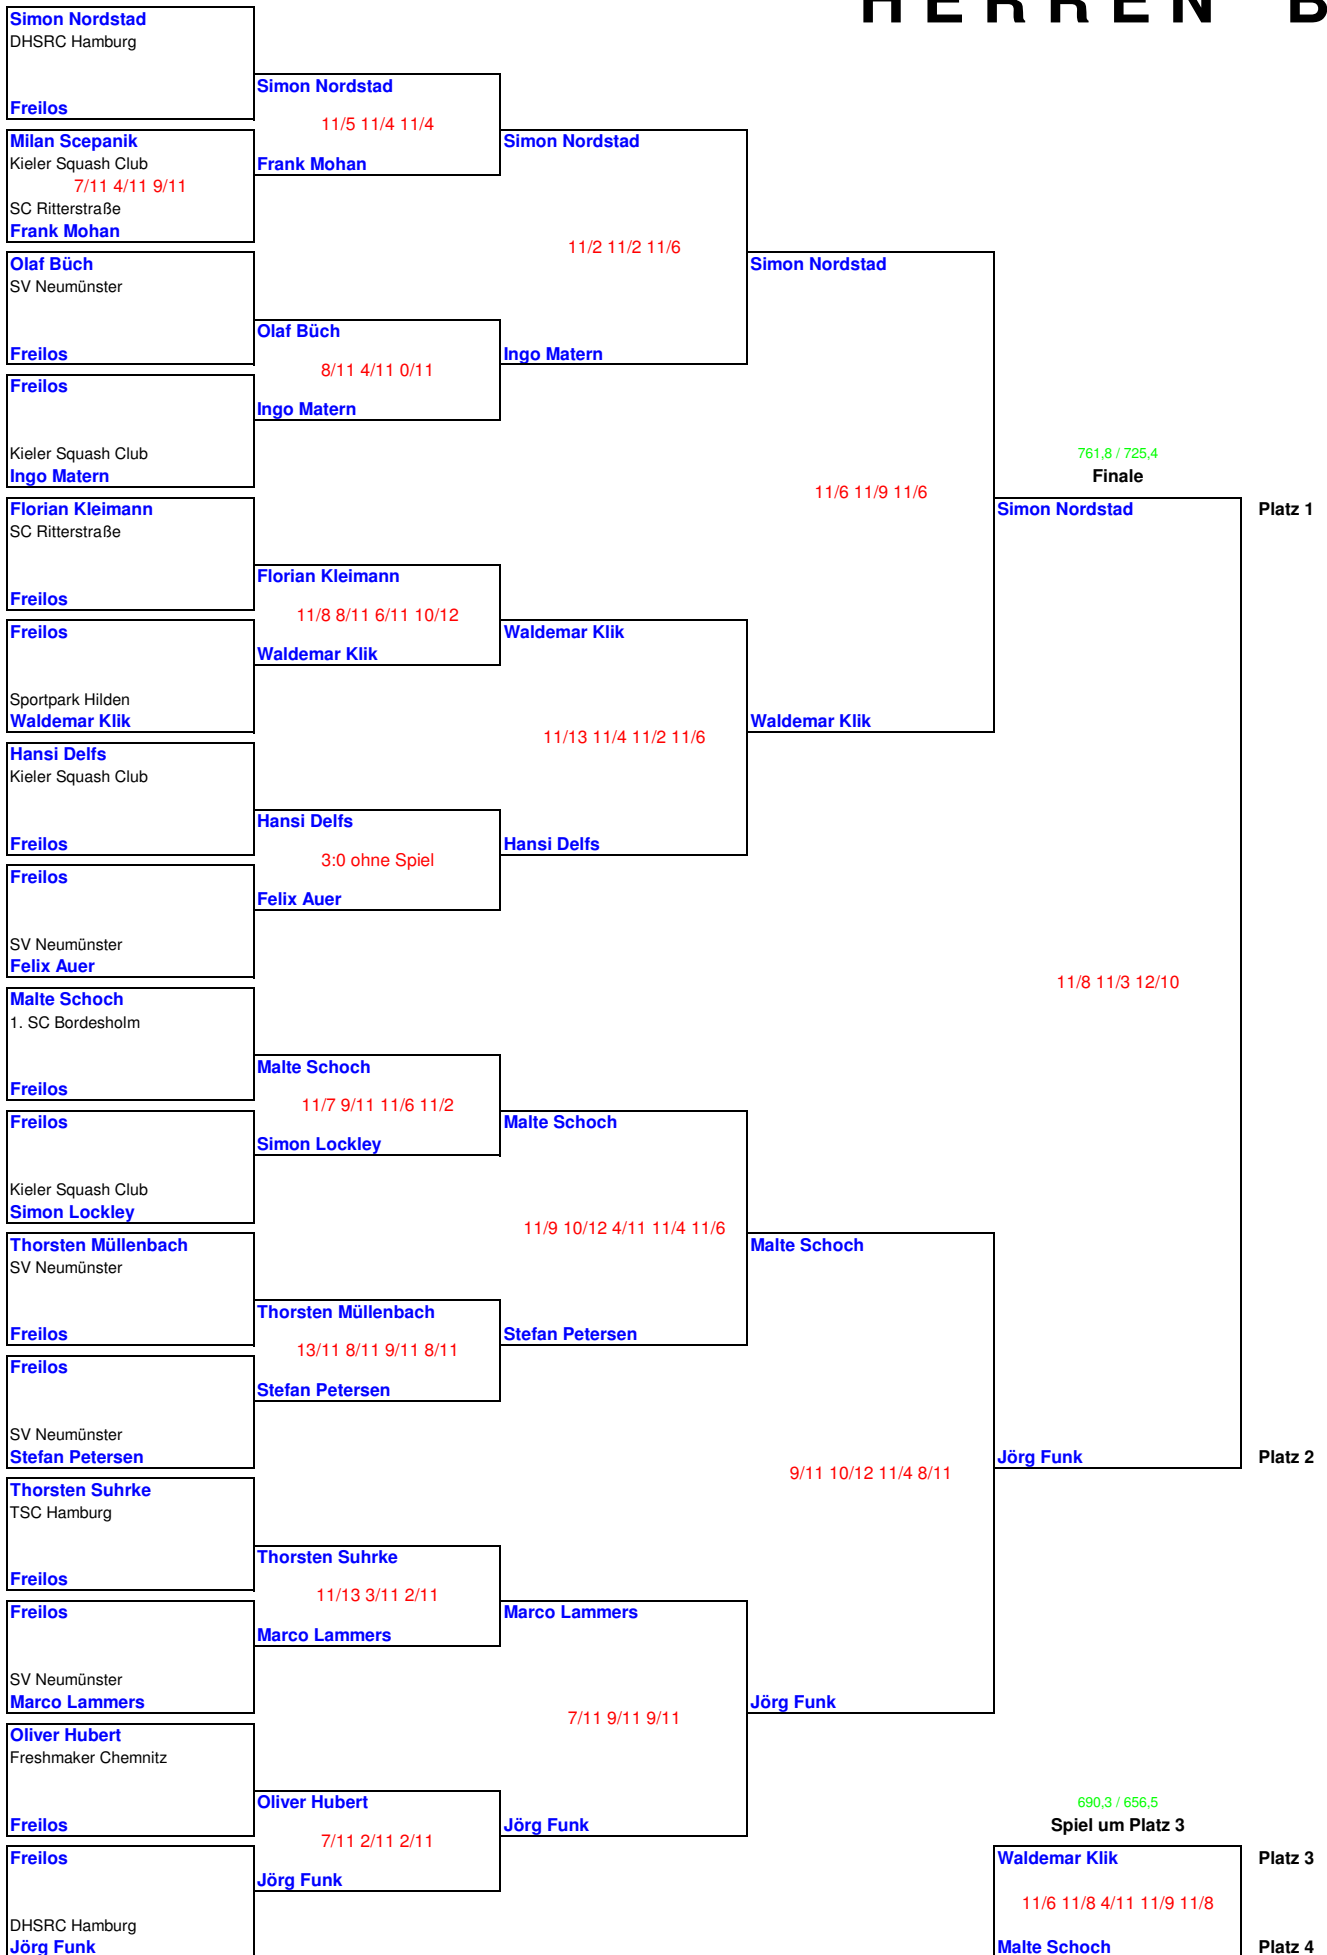 HERREN B
Simon Nordstad
DHSRC Hamburg
Freilos
Milan Scepanik
Kieler Squash Club
7/11 4/11 9/11
SC Ritterstraße
Frank Mohan
Olaf Büch
SV Neumünster
Freilos
Freilos
Kieler Squash Club
Ingo Matern
Florian Kleimann
SC Ritterstraße
Freilos
Freilos
Sportpark Hilden
Waldemar Klik
Hansi Delfs
Kieler Squash Club
Freilos
Freilos
SV Neumünster
Felix Auer
Malte Schoch
1. SC Bordesholm
Freilos
Freilos
Kieler Squash Club
Simon Lockley
Thorsten Müllenbach
SV Neumünster
Freilos
Freilos
SV Neumünster
Stefan Petersen
Thorsten Suhrke
TSC Hamburg
Freilos
Freilos
SV Neumünster
Marco Lammers
Oliver Hubert
Freshmaker Chemnitz
Freilos
Freilos
DHSRC Hamburg
Jörg Funk
Simon Nordstad
11/5 11/4 11/4
Frank Mohan
Olaf Büch
8/11 4/11 0/11
Ingo Matern
Florian Kleimann
11/8 8/11 6/11 10/12
Waldemar Klik
Hansi Delfs
3:0 ohne Spiel
Felix Auer
Malte Schoch
11/7 9/11 11/6 11/2
Simon Lockley
Thorsten Müllenbach
13/11 8/11 9/11 8/11
Stefan Petersen
Thorsten Suhrke
11/13 3/11 2/11
Marco Lammers
Oliver Hubert
7/11 2/11 2/11
Jörg Funk
Simon Nordstad
11/2 11/2 11/6
Ingo Matern
Waldemar Klik
11/13 11/4 11/2 11/6
Hansi Delfs
Malte Schoch
11/9 10/12 4/11 11/4 11/6
Stefan Petersen
Marco Lammers
7/11 9/11 9/11
Jörg Funk
Simon Nordstad
11/6 11/9 11/6
Waldemar Klik
Malte Schoch
9/11 10/12 11/4 8/11
Jörg Funk
761,8 / 725,4
Finale
Simon Nordstad Platz 1
11/8 11/3 12/10
Jörg Funk Platz 2
690,3 / 656,5
Spiel um Platz 3
Waldemar Klik Platz 3
11/6 11/8 4/11 11/9 11/8
Malte Schoch Platz 4